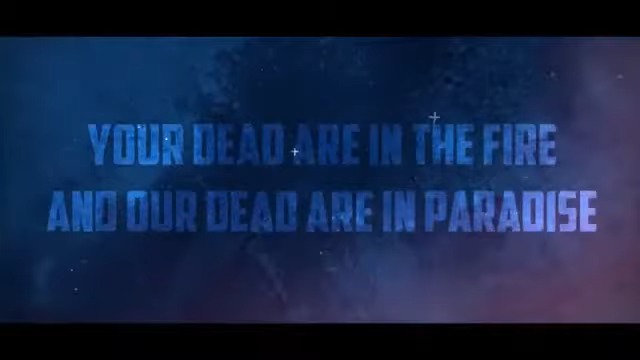 YOUR DEAD ARE IN THE FIRE
AND OUR DEAD ARE IN PARADISE